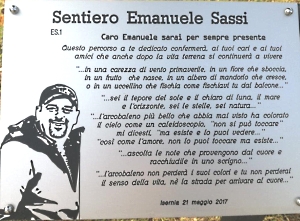 Sentiero Emanuele Sassi
ES.1
Caro Emanuele sarai per sempre presente
Questo percorso a te dedicato confermerà, ai tuoi cari e ai tuoi
amici che anche dopo la vita terrena si continuerà a vivere
"...in una carezza di vento primaverile, in un fiore che sboccia,
in un frutto che nasce, in un albero di mandorlo che cresce,
o in un uccellino che fischia come fischiavi tu dal balcone..."
"...sei il tepore del sole e il chiaro di luna, il mare
e l'orizzonte, sei le stelle, sei natura..."
"...l'arcobaleno più bello che abbia mai visto ha colorato
il cielo come un caleidoscopio, "non si può toccare"
mi dicesti, "ma esiste e lo puoi vedere..."
"così come l'amore, non lo puoi toccare ma esiste..."
"...ascolta le note che provengono dal cuore e
racchiudile in uno scrigno..."
"...l'arcobaleno non perderà i suoi colori e tu non perderai
il senso della vita, né la strada per arrivare al cuore..."
Isernia 21 maggio 2017